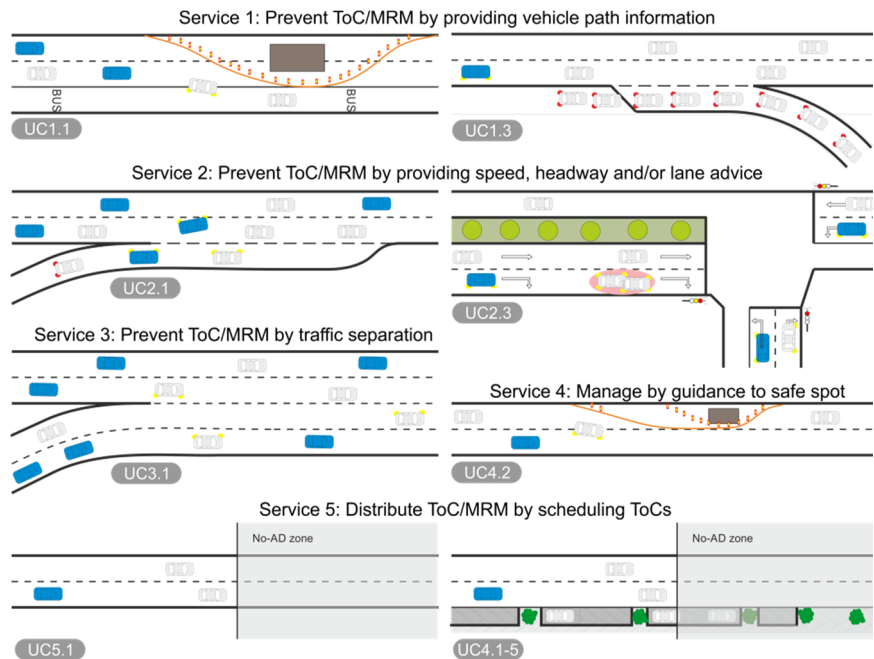 Service 1: Prevent ToC/MRM by providing vehicle path information
BUS
BUS
UC1.1
UC1.3
Service 2: Prevent ToC/MRM by providing speed, headway and/or lane advice
UC2.1
UC2.3
Service 3: Prevent ToC/MRM by traffic separation
Service 4: Manage by guidance to safe spot
UC3.1
UC4.2
Service 5: Distribute ToC/MRM by scheduling ToCs
No-AD zone
No-AD zone
UC5.1
UC4.1-5